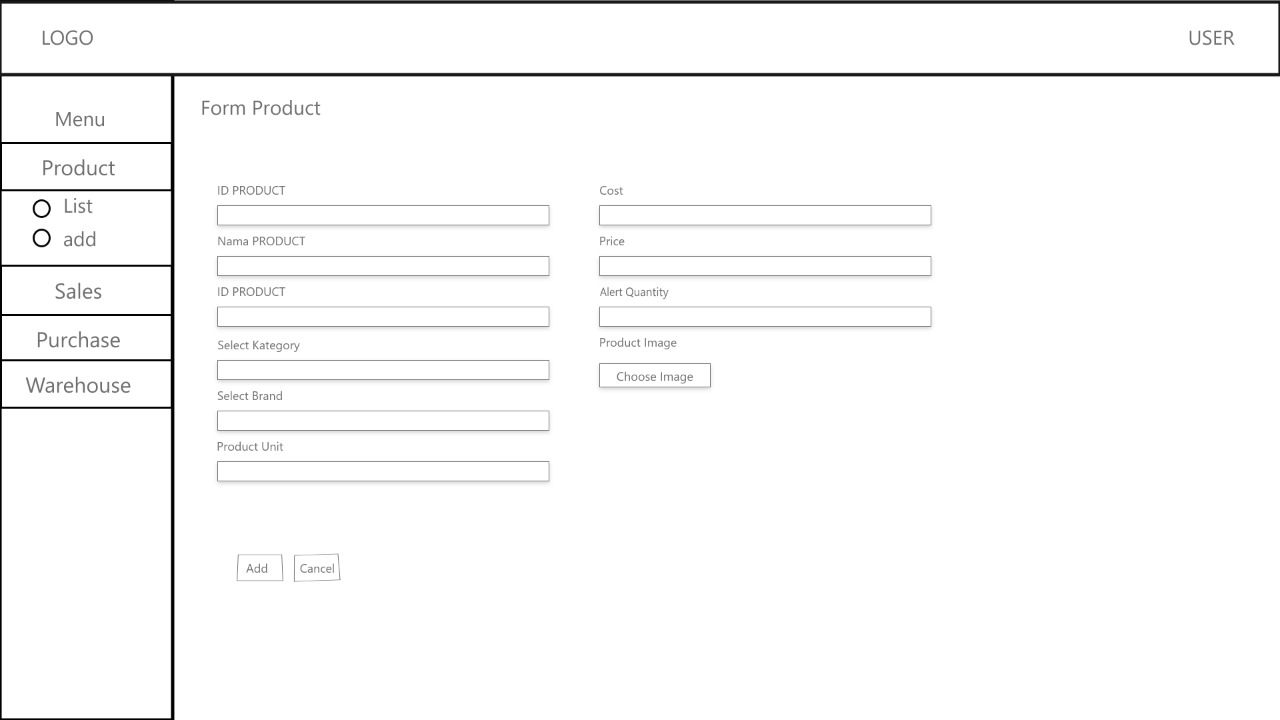 LOGO
USER
Menu
Product
List
add
Sales
Purchase
Warehouse
Form Product
ID PRODUCT
Nama PRODUCT
ID PRODUCT
Select Kategory
Select Brand
Product Unit
Cost
Price
Alert Quantity
Product Image
Choose Image
Add
Cancel